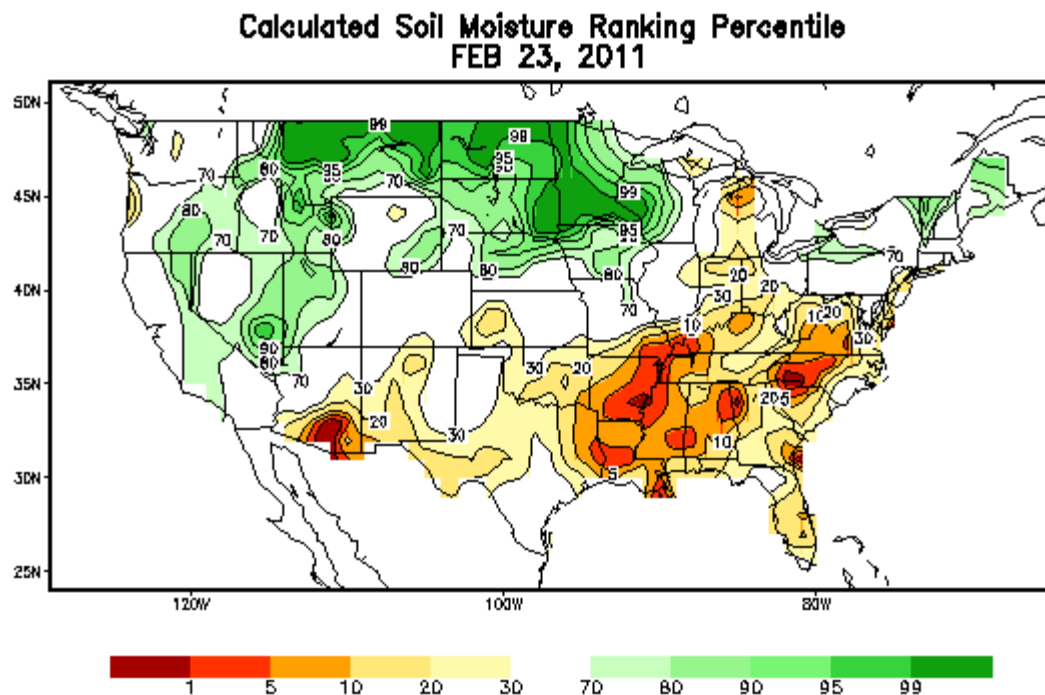 Calculated Soil Moisture Ranking Percentile
FEB 23, 2011
50N
45N
40N
35N
30N
25N
120W 100W 80W
99 98
80 95 95
70 70 99
80 70 70 95
80 70 80 80 80 70
70 20
30 20
10 10 20
90 30
80 70 30 30 20
20 30 20 5
10
5
1 5 10 20 30 70 80 90 95 99